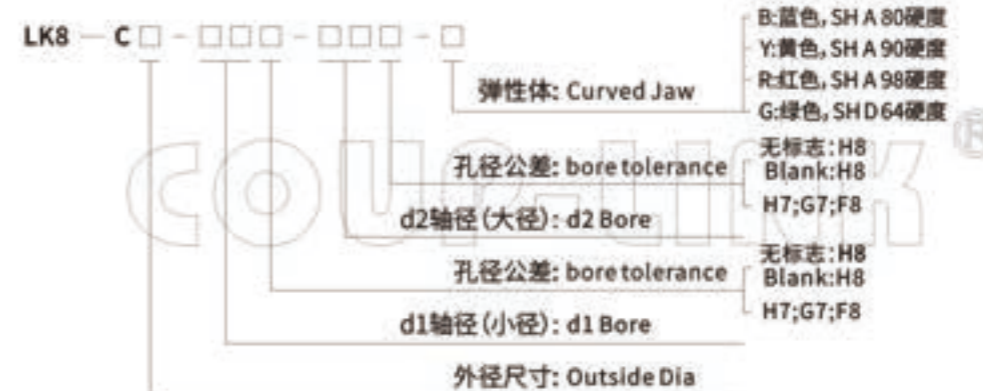 LK8 — C□ - □□□ - □□□ - □
B:蓝色, SH A 80硬度
Y:黄色, SH A 90硬度
R:红色, SH A 98硬度
G:绿色, SH D 64硬度
弹性体: Curved Jaw
孔径公差: bore tolerance
无标志: H8
Blank:H8
H7;G7;F8
d2轴径(大径): d2 Bore
孔径公差: bore tolerance
无标志: H8
Blank:H8
H7;G7;F8
d1轴径(小径): d1 Bore
外径尺寸: Outside Dia
COUP-LINK ®